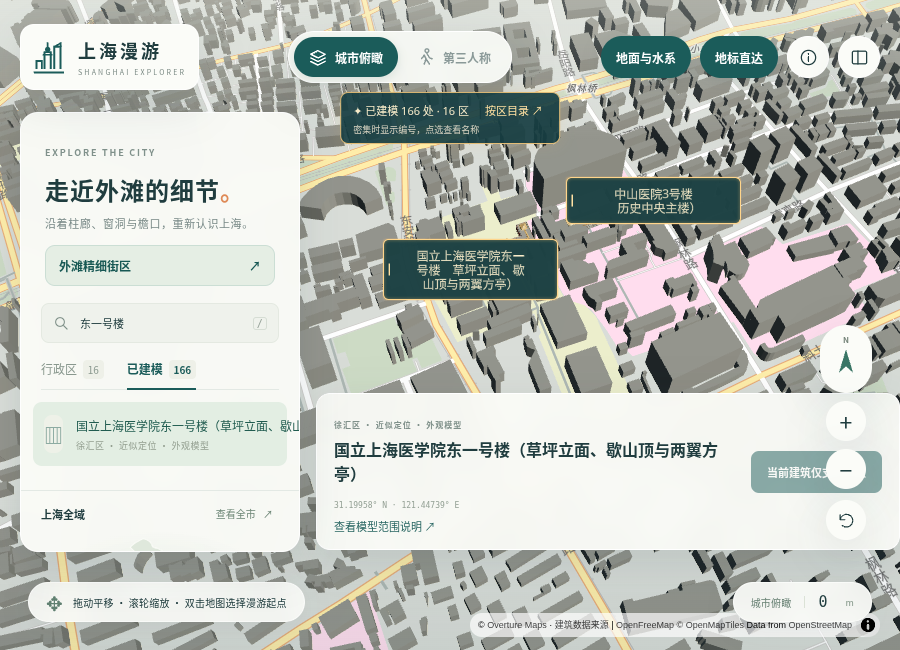 上海漫游
SHANGHAI EXPLORER
城市俯瞰
第三人称
地面与水系
地标直达
✦ 已建模 166 处 · 16 区
按区目录 ↗
密集时显示编号，点选查看名称
枫林桥
EXPLORE THE CITY
走近外滩的细节。
沿着柱廊、窗洞与檐口，重新认识上海。
外滩精细街区 ↗
东一号楼
/
行政区 16
已建模 166
国立上海医学院东一号楼（草坪立面、歇山
徐汇区 · 近似定位 · 外观模型
上海全域
查看全市 ↗
中山医院3号楼
历史中央主楼）
国立上海医学院东一
号楼 草坪立面、歇
山顶与两翼方亭）
N
徐汇区 · 近似定位 · 外观模型
国立上海医学院东一号楼（草坪立面、歇山顶与两翼方
亭）
31.19958° N · 121.44739° E
查看模型范围说明 ↗
当前建筑仅
+
−
枫林路
拖动平移 · 滚轮缩放 · 双击地图选择漫游起点
城市俯瞰
0 m
© Overture Maps · 建筑数据来源 | OpenFreeMap © OpenMapTiles Data from OpenStreetMap